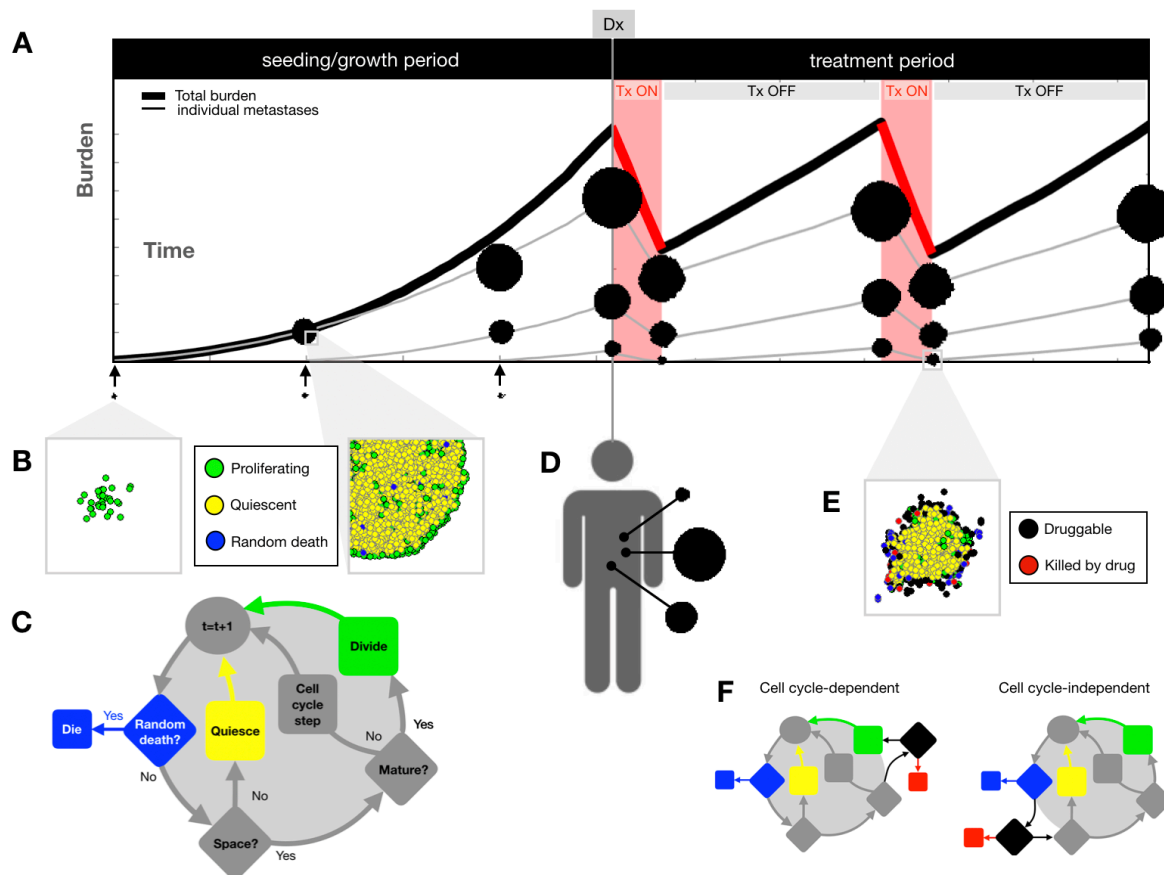 Dx
A
seeding/growth period
treatment period
Tx ON
Tx OFF
Tx ON
Tx OFF
Total burden
individual metastases
Burden
Time
B
Proliferating
Quiescent
Random death
D
E
Druggable
Killed by drug
C
t=t+1
Divide
Cell
cycle
step
Die
Yes
Random
death?
Quiesce
Yes
No
No
No
Mature?
Space?
Yes
F
Cell cycle-dependent
Cell cycle-independent